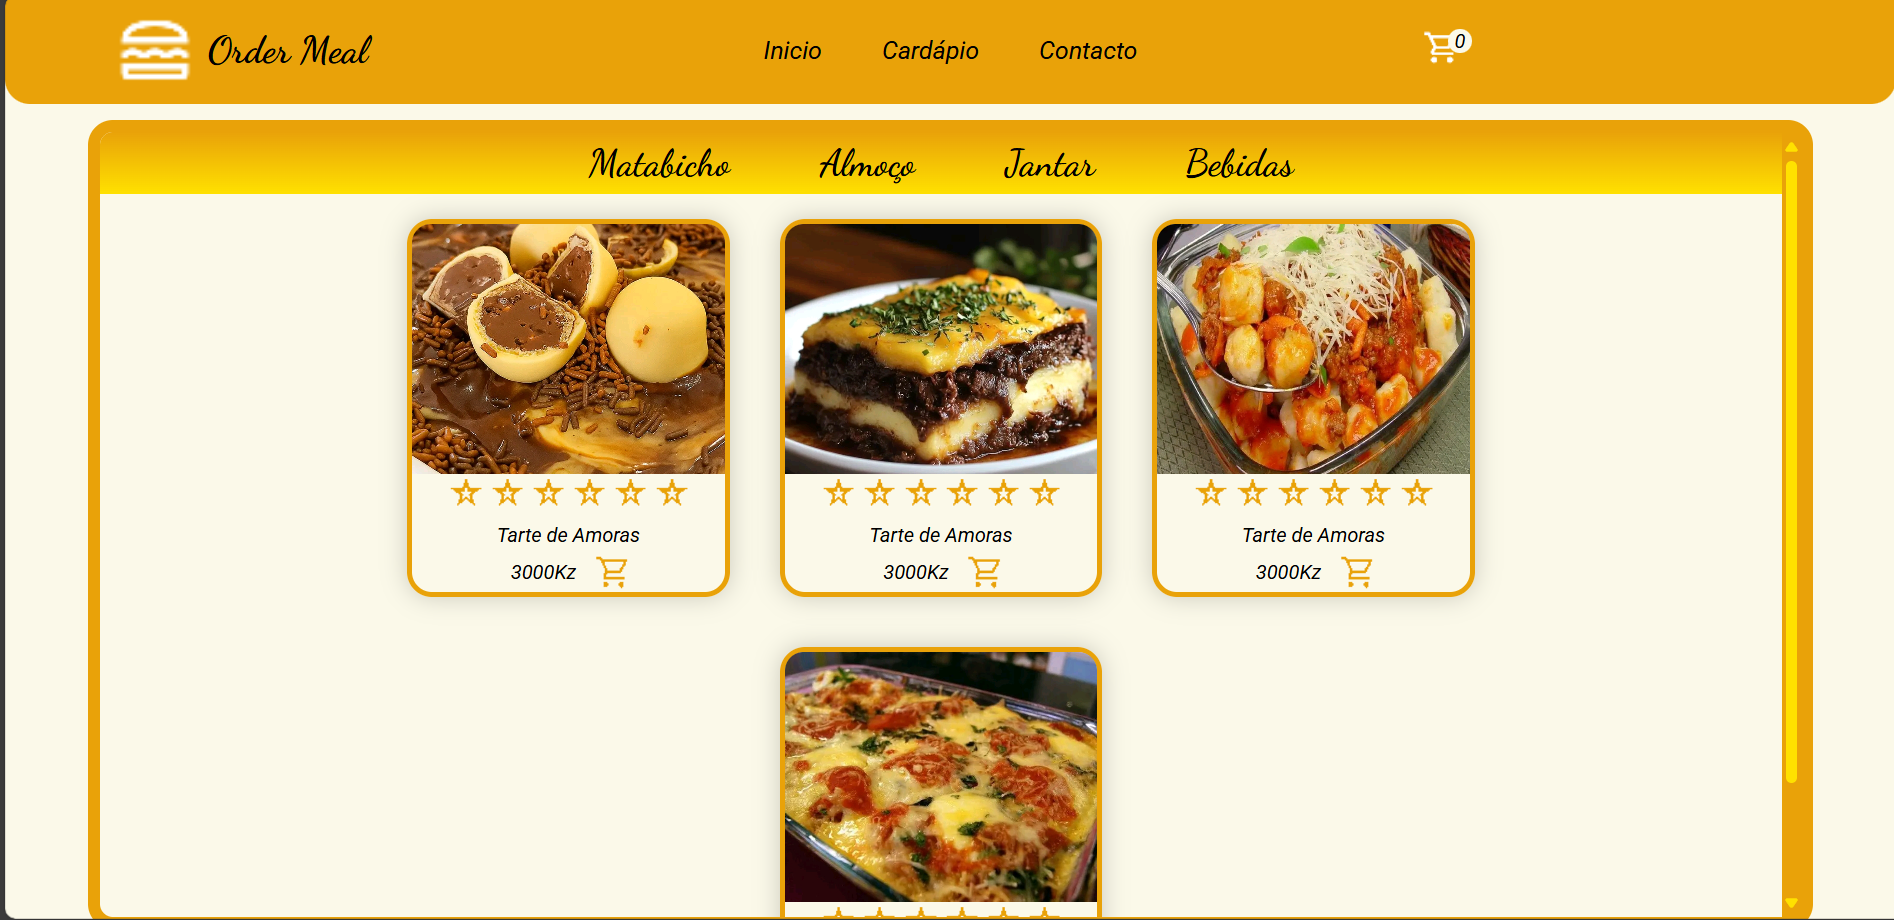 Order Meal
Inicio Cardápio Contacto
0
Matabicho Almoço Jantar Bebidas
Tarte de Amoras
3000Kz
Tarte de Amoras
3000Kz
Tarte de Amoras
3000Kz